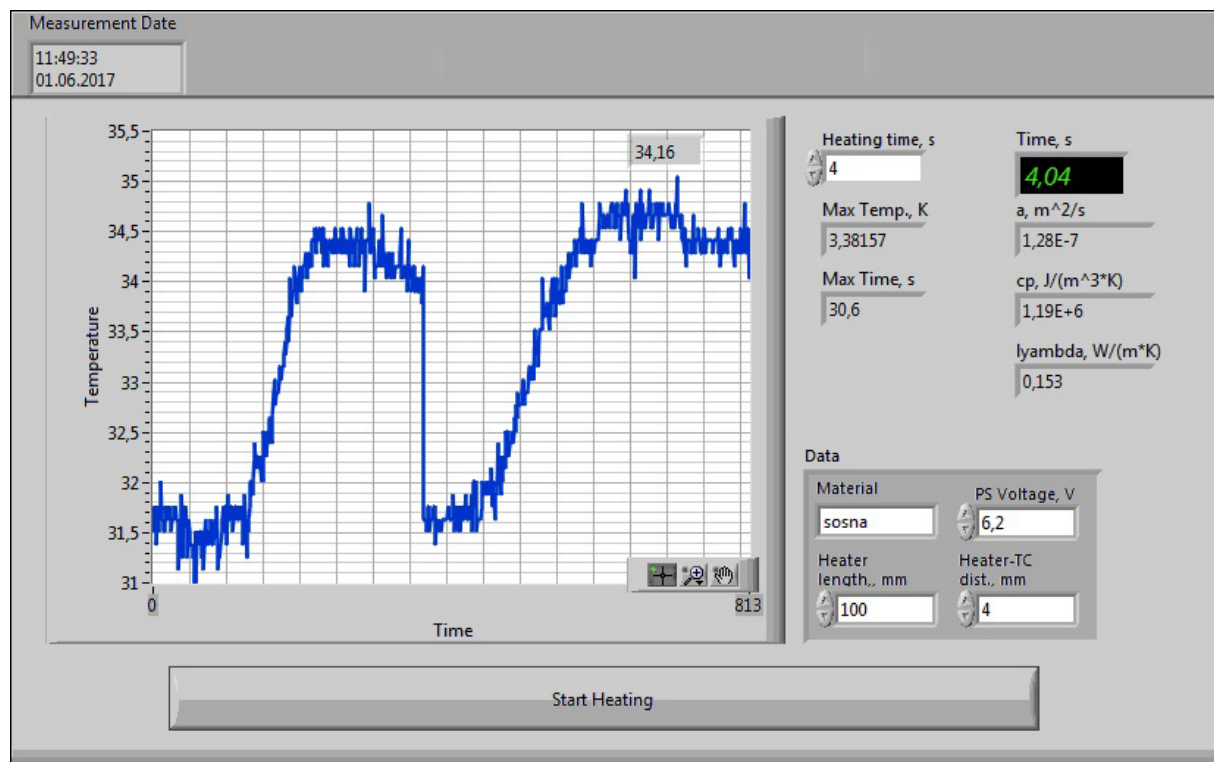 Measurement Date
11:49:33
01.06.2017
35,5
35
34,5
34
33,5
33
32,5
32
31,5
31
Temperature
34,16
0
813
Time
Heating time, s
4
Max Temp., K
3,38157
Max Time, s
30,6
Time, s
4,04
a, m^2/s
1,28E-7
cp, J/(m^3*K)
1,19E+6
lyambda, W/(m*K)
0,153
Data
Material
sosna
PS Voltage, V
6,2
Heater
length,, mm
100
Heater-TC
dist., mm
4
Start Heating